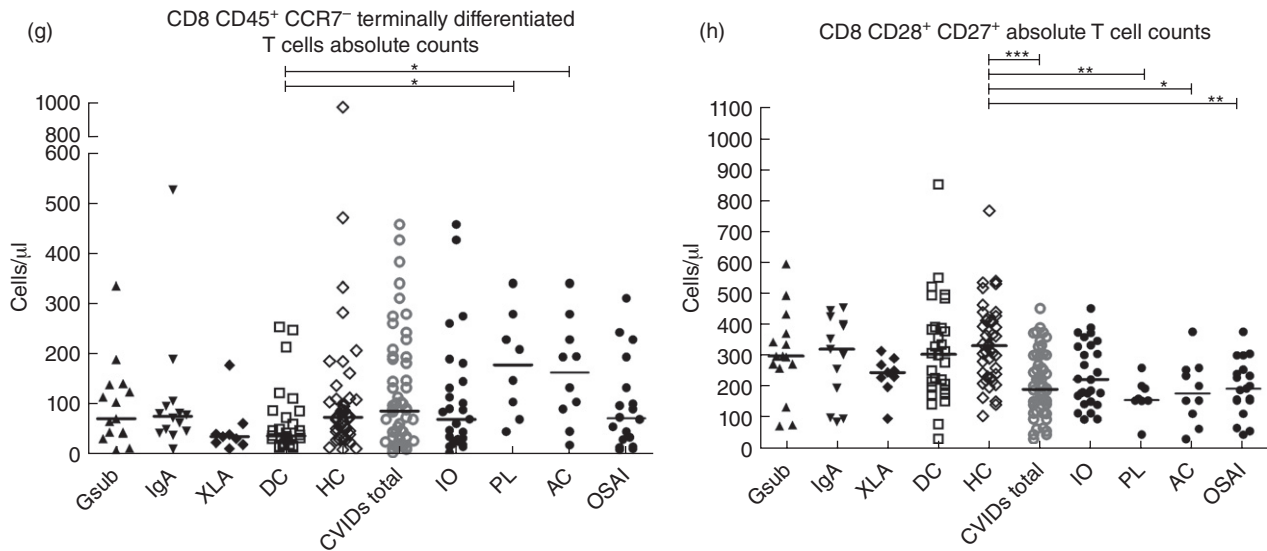 (g)
CD8 CD45⁺ CCR7⁻ terminally differentiated
T cells absolute counts
*
*
1000
800
600
500
400
300
200
100
0
Cells/µl
Gsub
IgA
XLA
DC
HC
CVIDs total
IO
PL
AC
OSAI
(h)
CD8 CD28⁺ CD27⁺ absolute T cell counts
***
**
*
**
1100
1000
900
800
700
600
500
400
300
200
100
0
Cells/µl
Gsub
IgA
XLA
DC
HC
CVIDs total
IO
PL
AC
OSAI